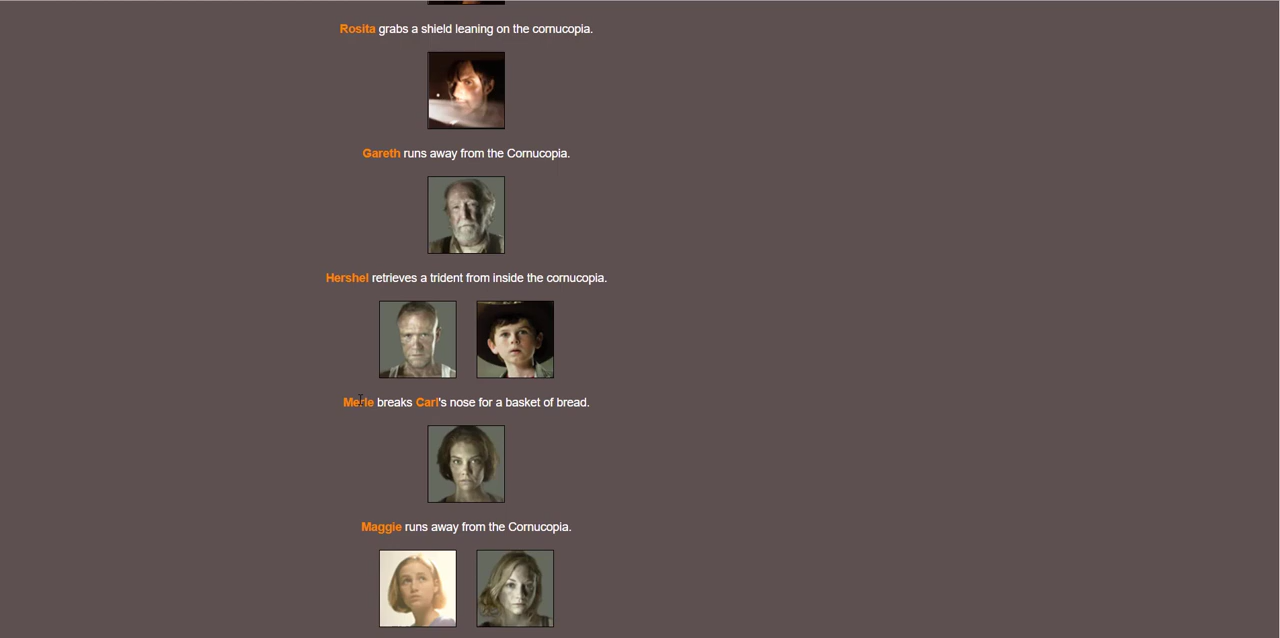 Rosita grabs a shield leaning on the cornucopia.
Gareth runs away from the Cornucopia.
Hershel retrieves a trident from inside the cornucopia.
Merle breaks Carl's nose for a basket of bread.
Maggie runs away from the Cornucopia.